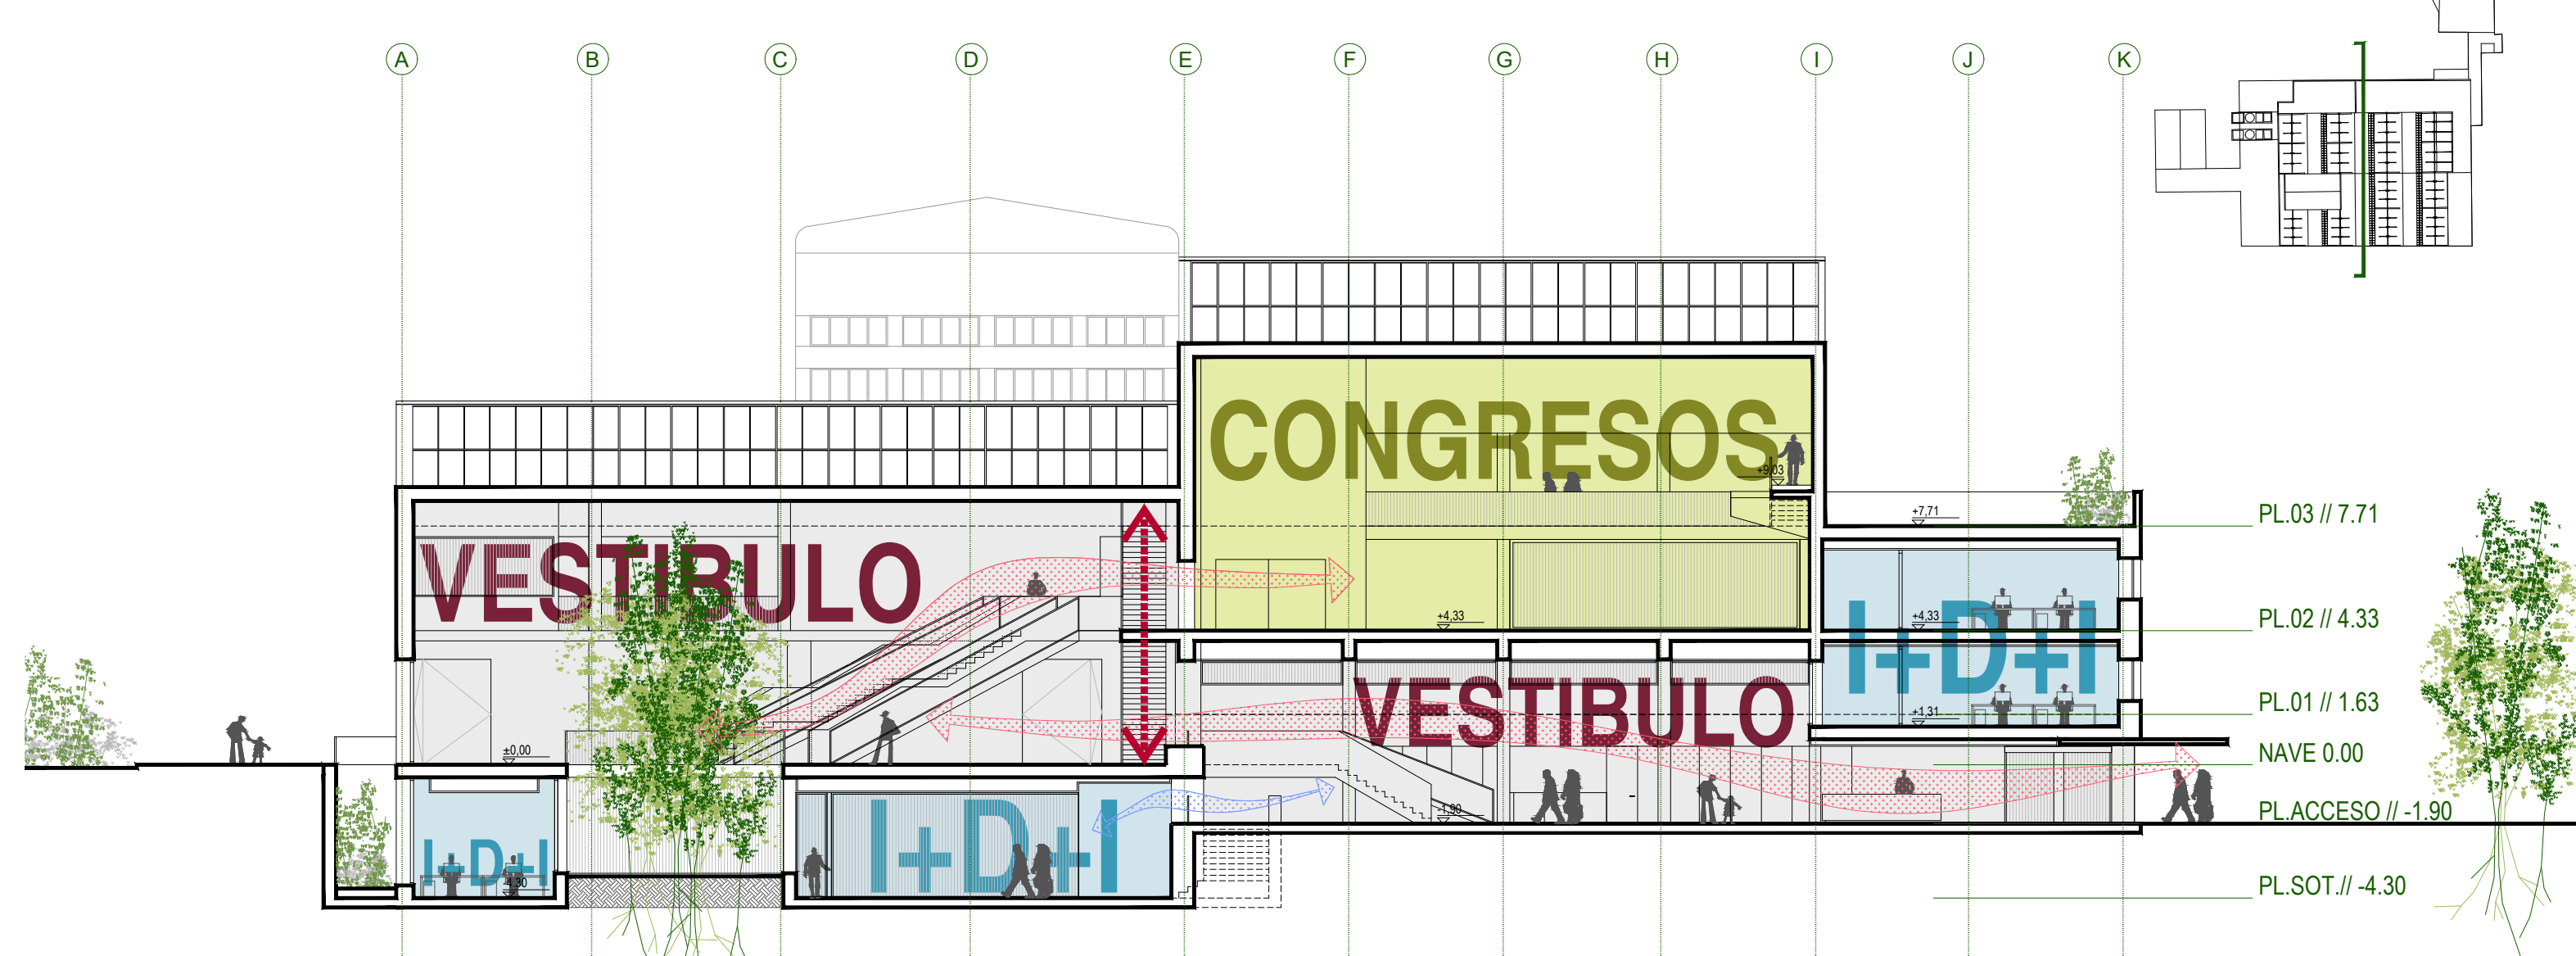 A B C D E F G H I J K
CONGRESOS
+9,03
+7,71
PL.03 // 7.71
VESTIBULO
+4,33
+4,33
PL.02 // 4.33
I+D+I
VESTIBULO
+1,31
PL.01 // 1.63
±0,00
NAVE 0.00
-1,90
PL.ACCESO // -1.90
I+D+I
I+D+I
-4.30
PL.SOT.// -4.30